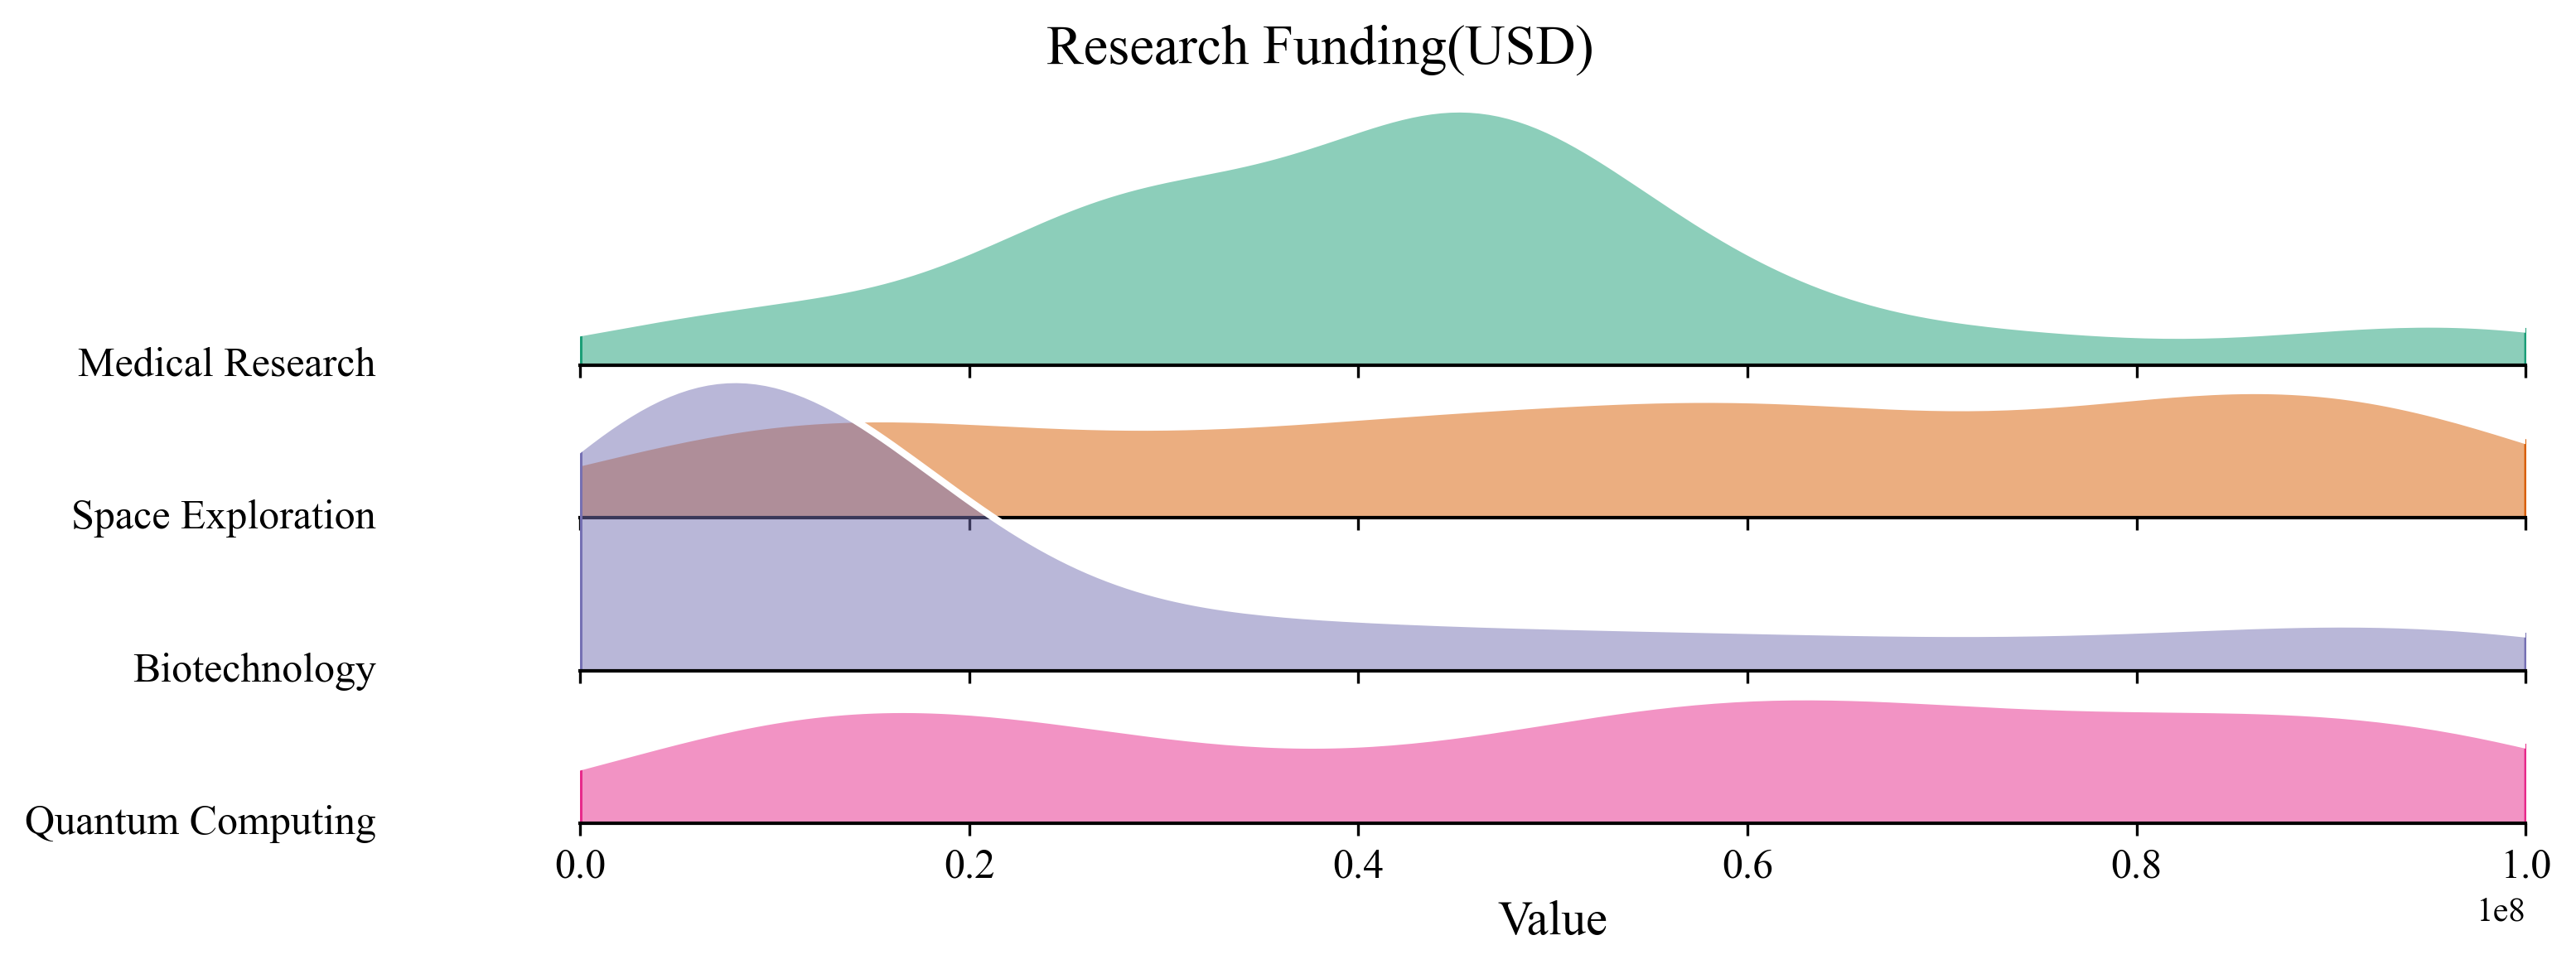 Research Funding(USD)
Medical Research
Space Exploration
Biotechnology
Quantum Computing
0.0 0.2 0.4 0.6 0.8 1.0
1e8
Value